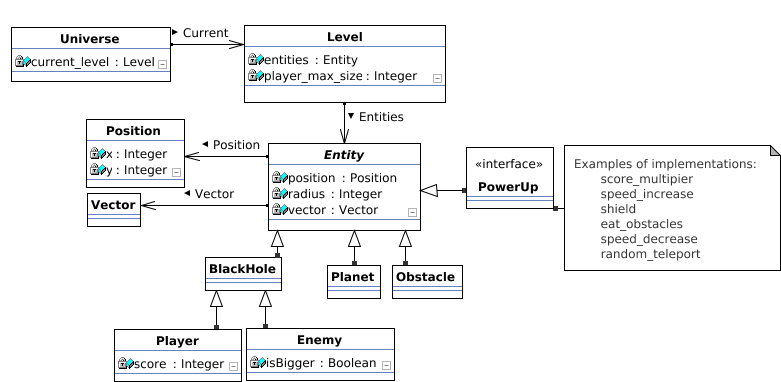 Universe
current_level : Level
Current
Level
entities : Entity
player_max_size : Integer
Entities
Position
x : Integer
y : Integer
Position
Vector
Vector
Entity
position : Position
radius : Integer
vector : Vector
«interface»
PowerUp
Examples of implementations:
score_multipier
speed_increase
shield
eat_obstacles
speed_decrease
random_teleport
BlackHole
Planet
Obstacle
Player
score : Integer
Enemy
isBigger : Boolean